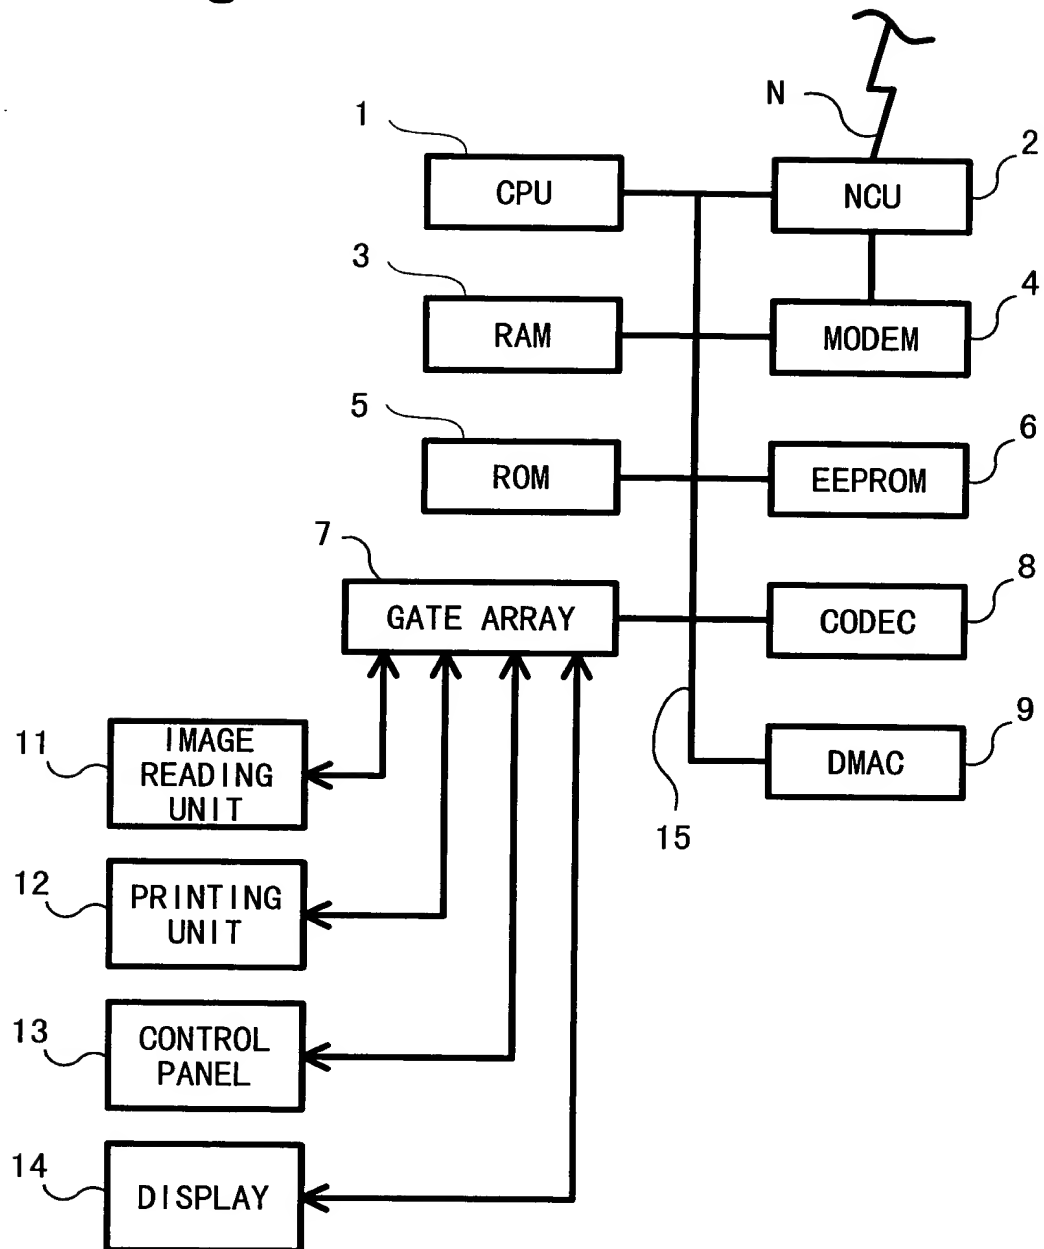 N
1
CPU
2
NCU
3
RAM
4
MODEM
5
ROM
6
EEPROM
7
GATE ARRAY
8
CODEC
9
DMAC
15
11
IMAGE
READING
UNIT
12
PRINTING
UNIT
13
CONTROL
PANEL
14
DISPLAY